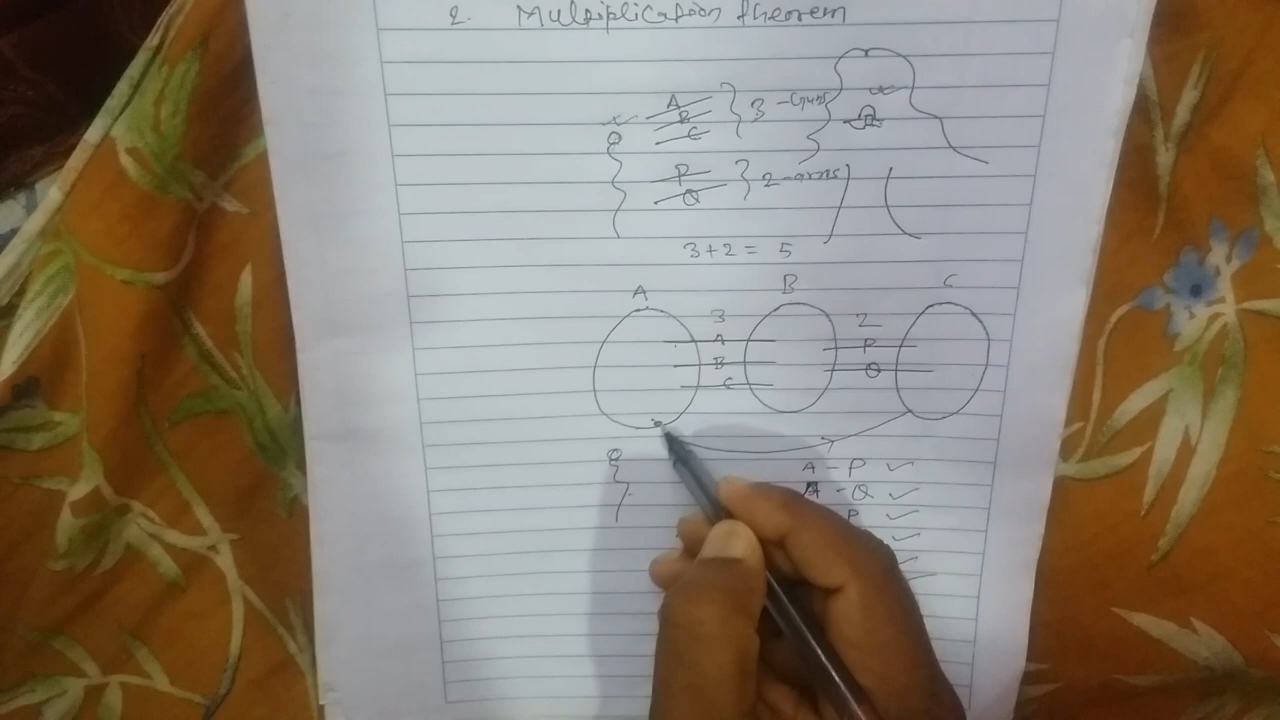 2. Multiplication theorem
A
B
C
} 3 -
P
Q
} 2 -
3 + 2 = 5
A B C
3 2
A P
B Q
C
A - P ✓
A - Q ✓
P ✓